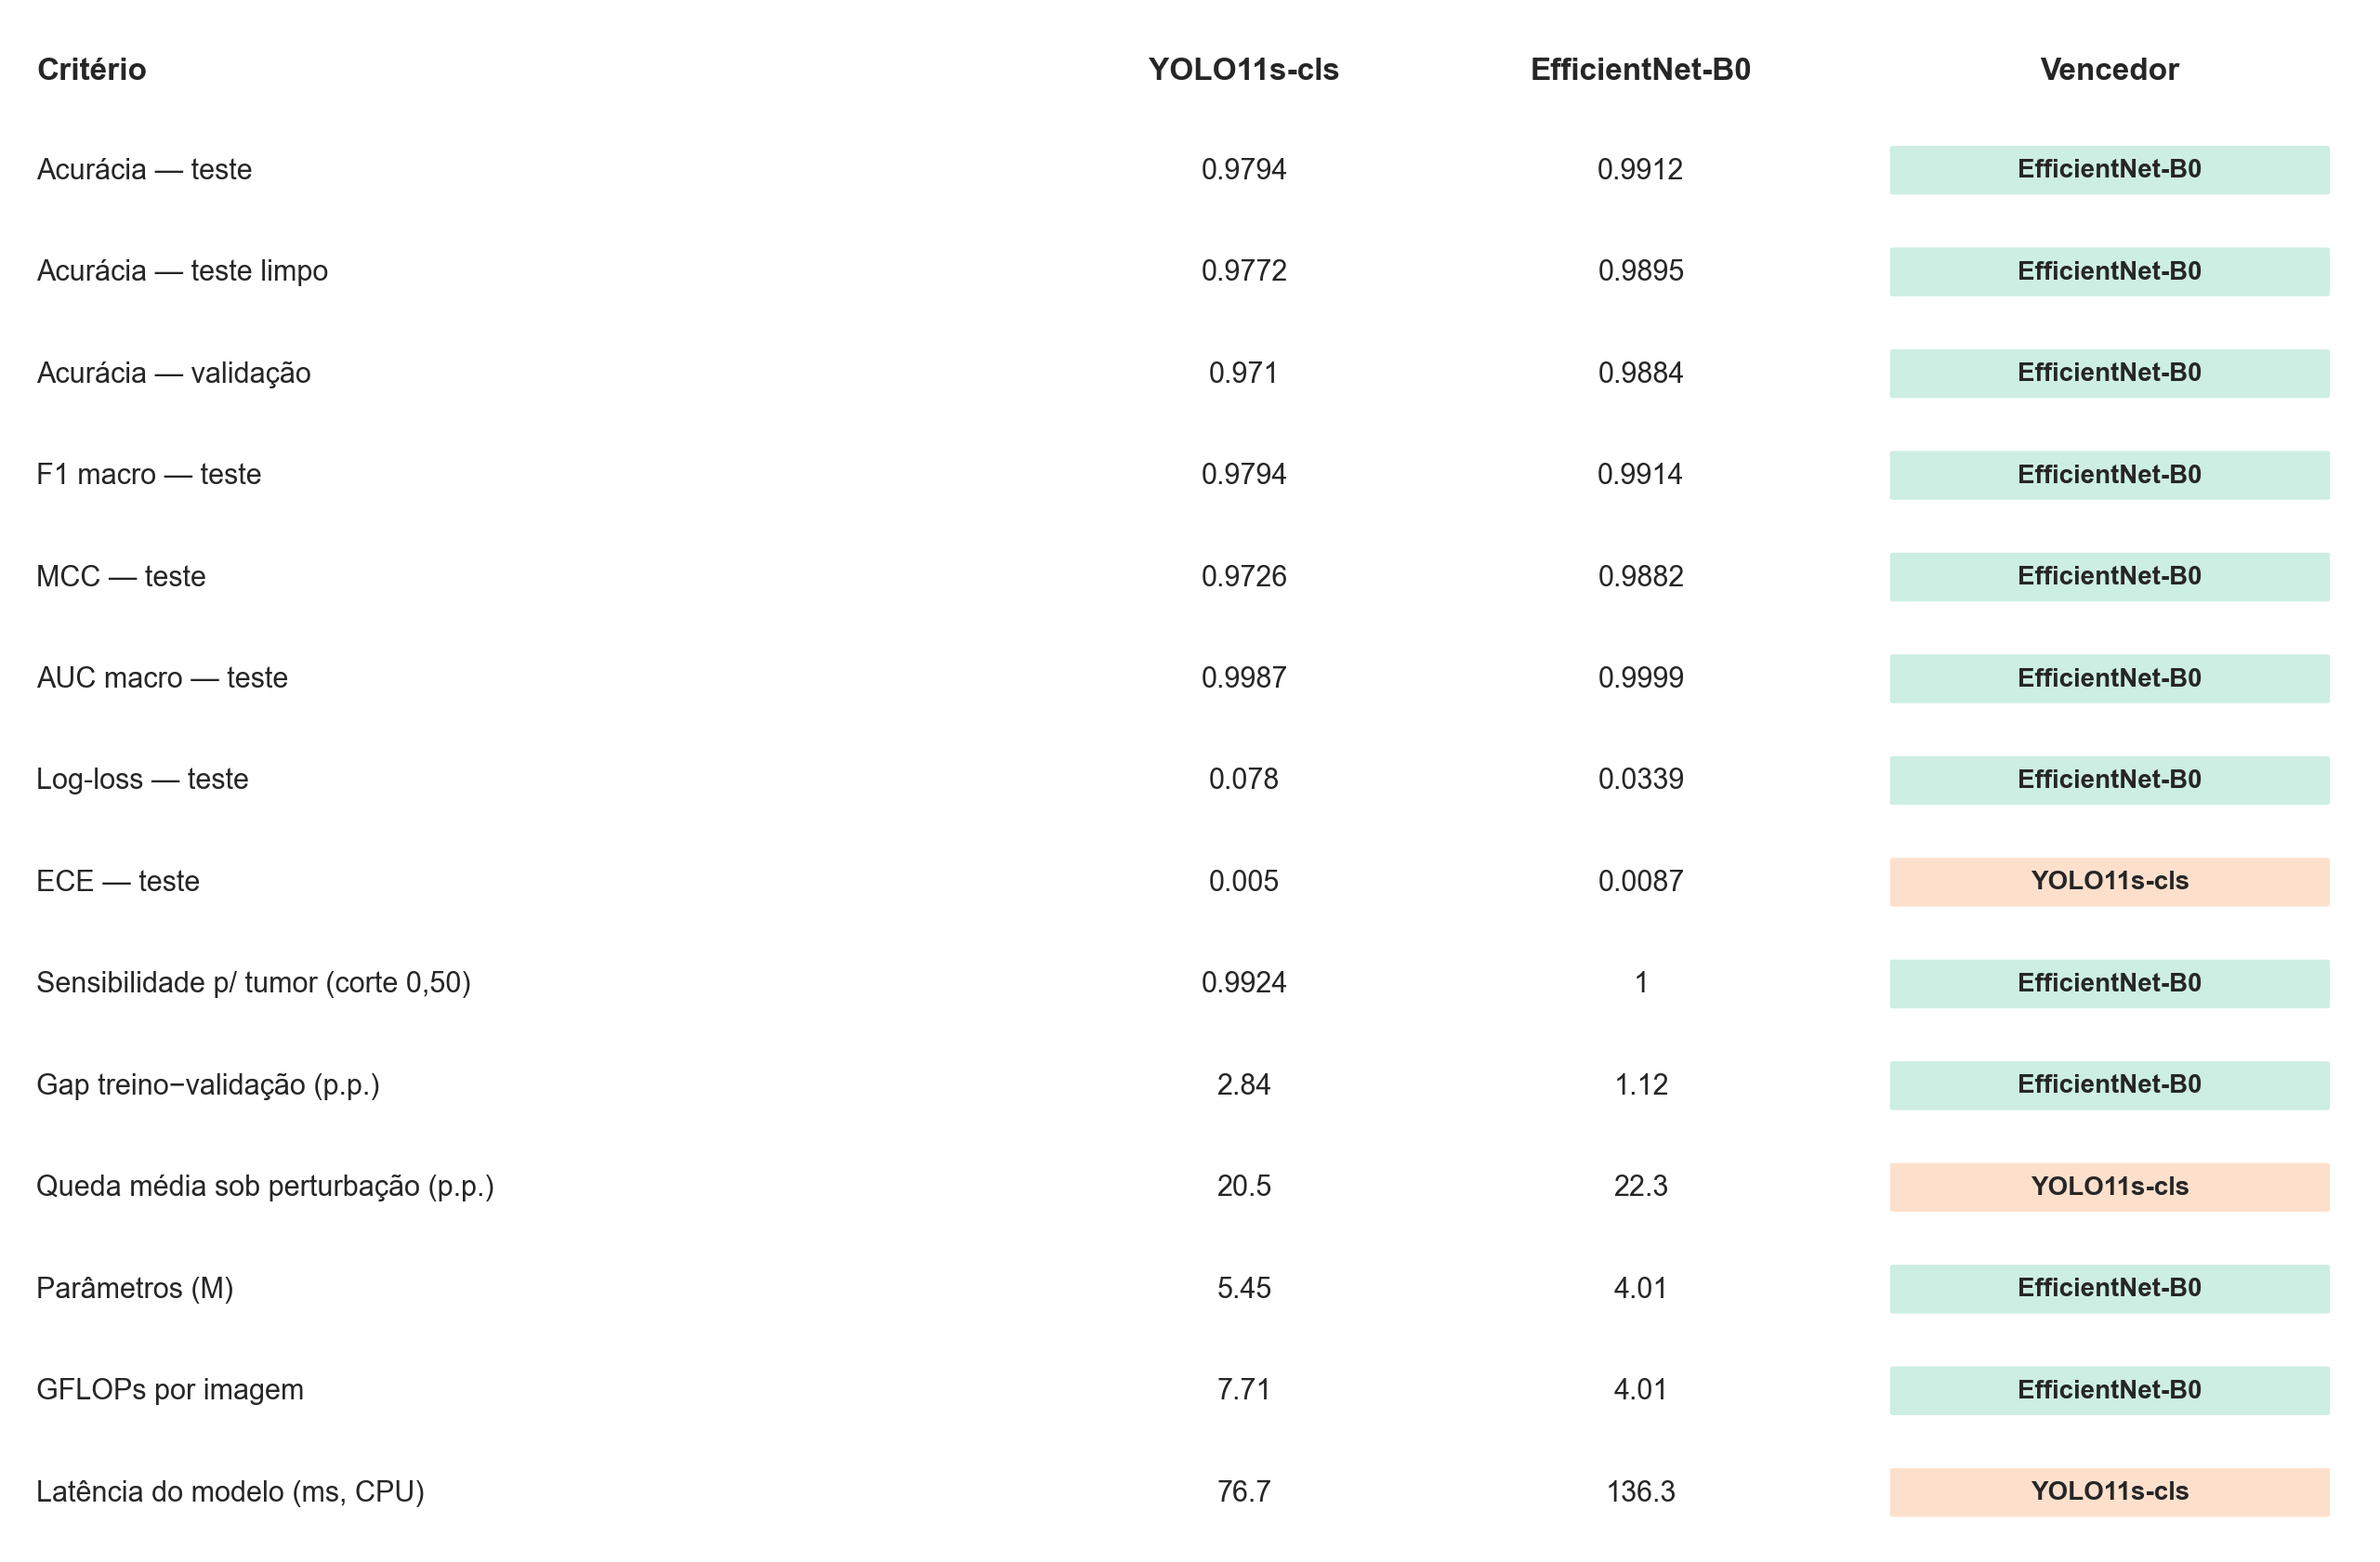 Critério YOLO11s-cls EfficientNet-B0 Vencedor
Acurácia — teste 0.9794 0.9912 EfficientNet-B0
Acurácia — teste limpo 0.9772 0.9895 EfficientNet-B0
Acurácia — validação 0.971 0.9884 EfficientNet-B0
F1 macro — teste 0.9794 0.9914 EfficientNet-B0
MCC — teste 0.9726 0.9882 EfficientNet-B0
AUC macro — teste 0.9987 0.9999 EfficientNet-B0
Log-loss — teste 0.078 0.0339 EfficientNet-B0
ECE — teste 0.005 0.0087 YOLO11s-cls
Sensibilidade p/ tumor (corte 0,50) 0.9924 1 EfficientNet-B0
Gap treino−validação (p.p.) 2.84 1.12 EfficientNet-B0
Queda média sob perturbação (p.p.) 20.5 22.3 YOLO11s-cls
Parâmetros (M) 5.45 4.01 EfficientNet-B0
GFLOPs por imagem 7.71 4.01 EfficientNet-B0
Latência do modelo (ms, CPU) 76.7 136.3 YOLO11s-cls